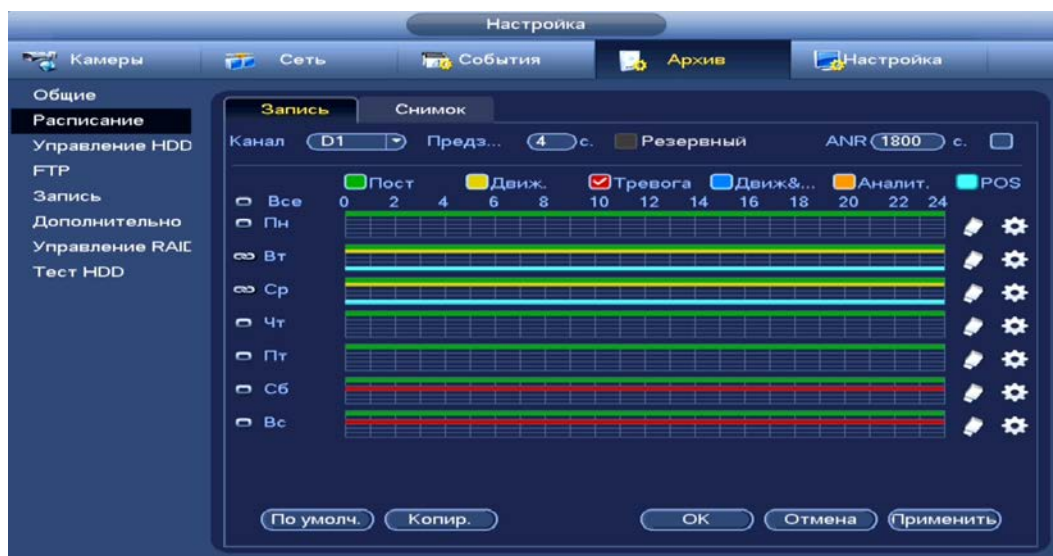 Настройка
Камеры Сеть События Архив Настройка
Общие
Расписание
Управление HDD
FTP
Запись
Дополнительно
Управление RAID
Тест HDD
Запись Снимок
Канал D1 Предз... 4 с. Резервный ANR 1800 с.
Пост Движ. Тревога Движ&... Аналит. POS
Все 0 2 4 6 8 10 12 14 16 18 20 22 24
Пн
Вт
Ср
Чт
Пт
Сб
Вс
По умолч. Копир. OK Отмена Применить